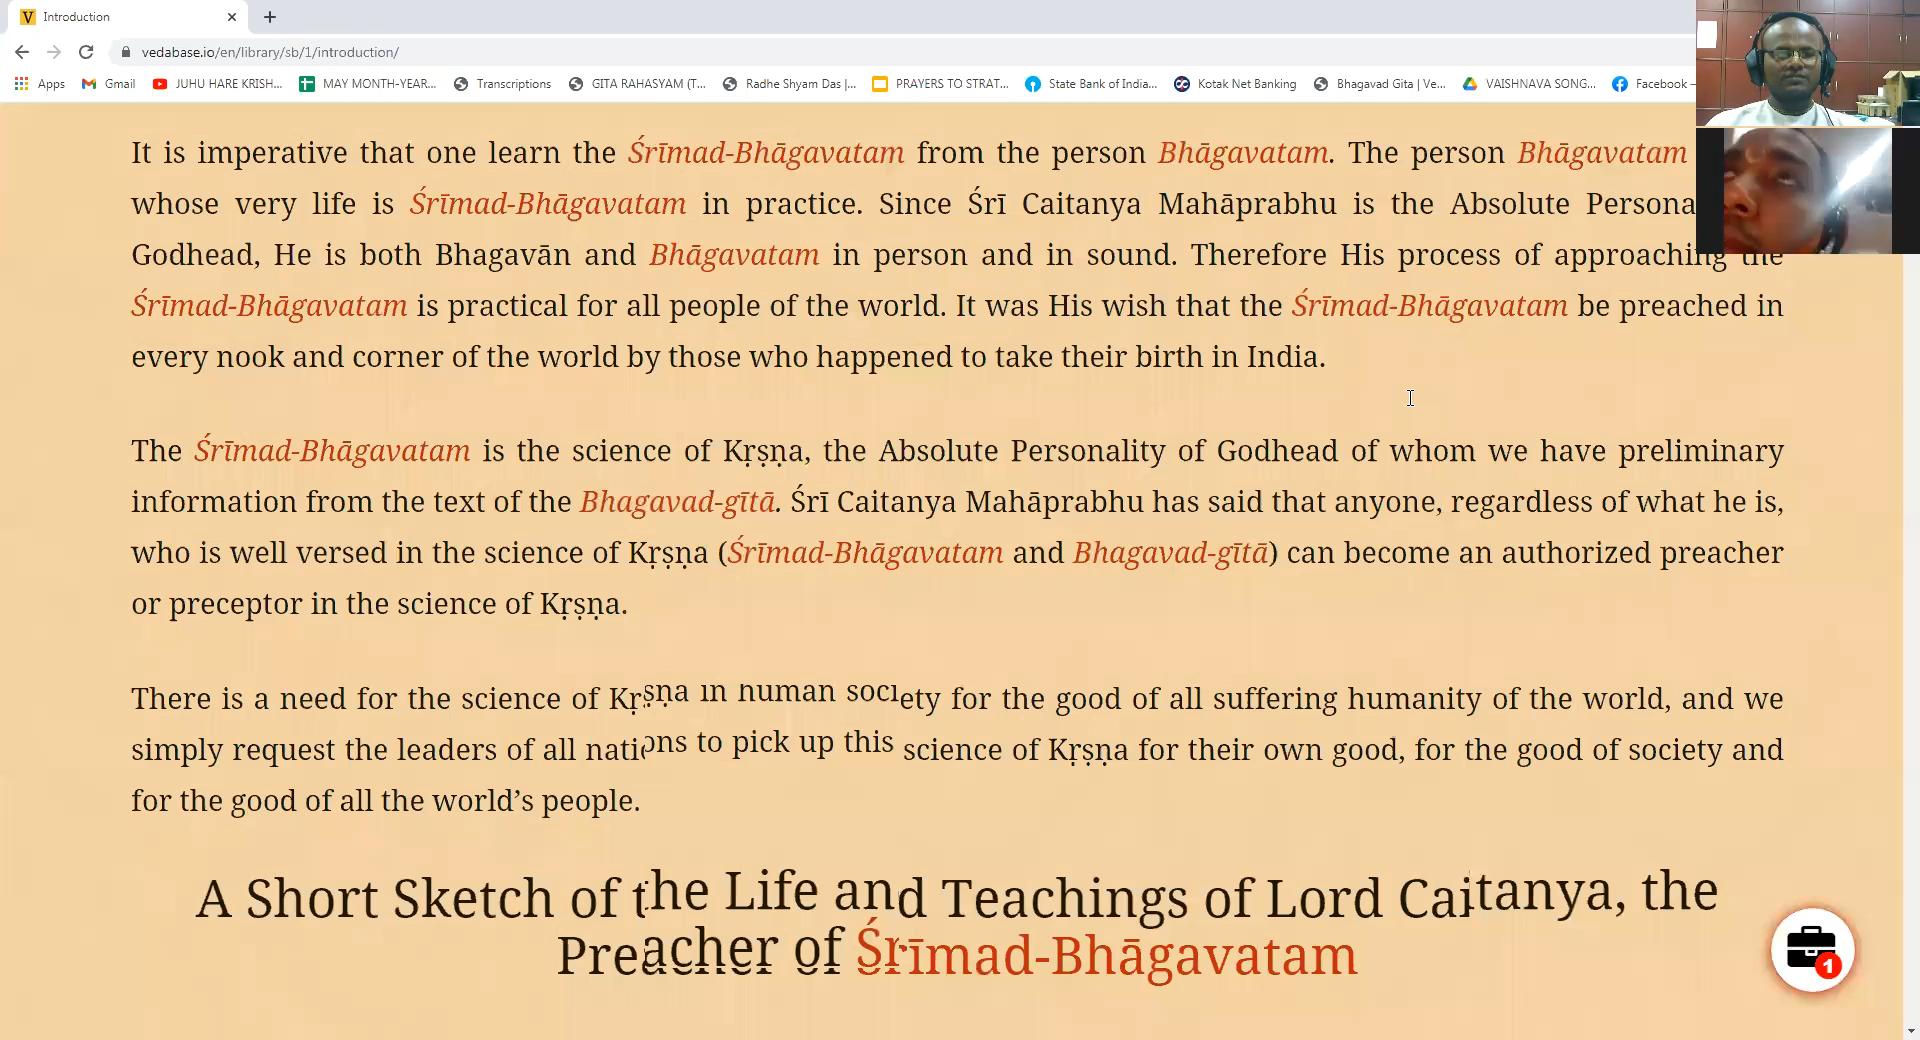 Introduction
vedabase.io/en/library/sb/1/introduction/
Apps Gmail JUHU HARE KRISH... MAY MONTH-YEAR... Transcriptions GITA RAHASYAM (T... Radhe Shyam Das |... PRAYERS TO STRAT... State Bank of India... Kotak Net Banking Bhagavad Gita | Ve... VAISHNAVA SONG... Facebook –
It is imperative that one learn the Śrīmad-Bhāgavatam from the person Bhāgavatam. The person Bhāgavatam
whose very life is Śrīmad-Bhāgavatam in practice. Since Śrī Caitanya Mahāprabhu is the Absolute Persona
Godhead, He is both Bhagavān and Bhāgavatam in person and in sound. Therefore His process of approaching the
Śrīmad-Bhāgavatam is practical for all people of the world. It was His wish that the Śrīmad-Bhāgavatam be preached in
every nook and corner of the world by those who happened to take their birth in India.
The Śrīmad-Bhāgavatam is the science of Kṛṣṇa, the Absolute Personality of Godhead of whom we have preliminary
information from the text of the Bhagavad-gītā. Śrī Caitanya Mahāprabhu has said that anyone, regardless of what he is,
who is well versed in the science of Kṛṣṇa (Śrīmad-Bhāgavatam and Bhagavad-gītā) can become an authorized preacher
or preceptor in the science of Kṛṣṇa.
There is a need for the science of Kṛṣṇa in human society for the good of all suffering humanity of the world, and we
simply request the leaders of all nations to pick up this science of Kṛṣṇa for their own good, for the good of society and
for the good of all the world’s people.
A Short Sketch of the Life and Teachings of Lord Caitanya, the
Preacher of Śrīmad-Bhāgavatam
1